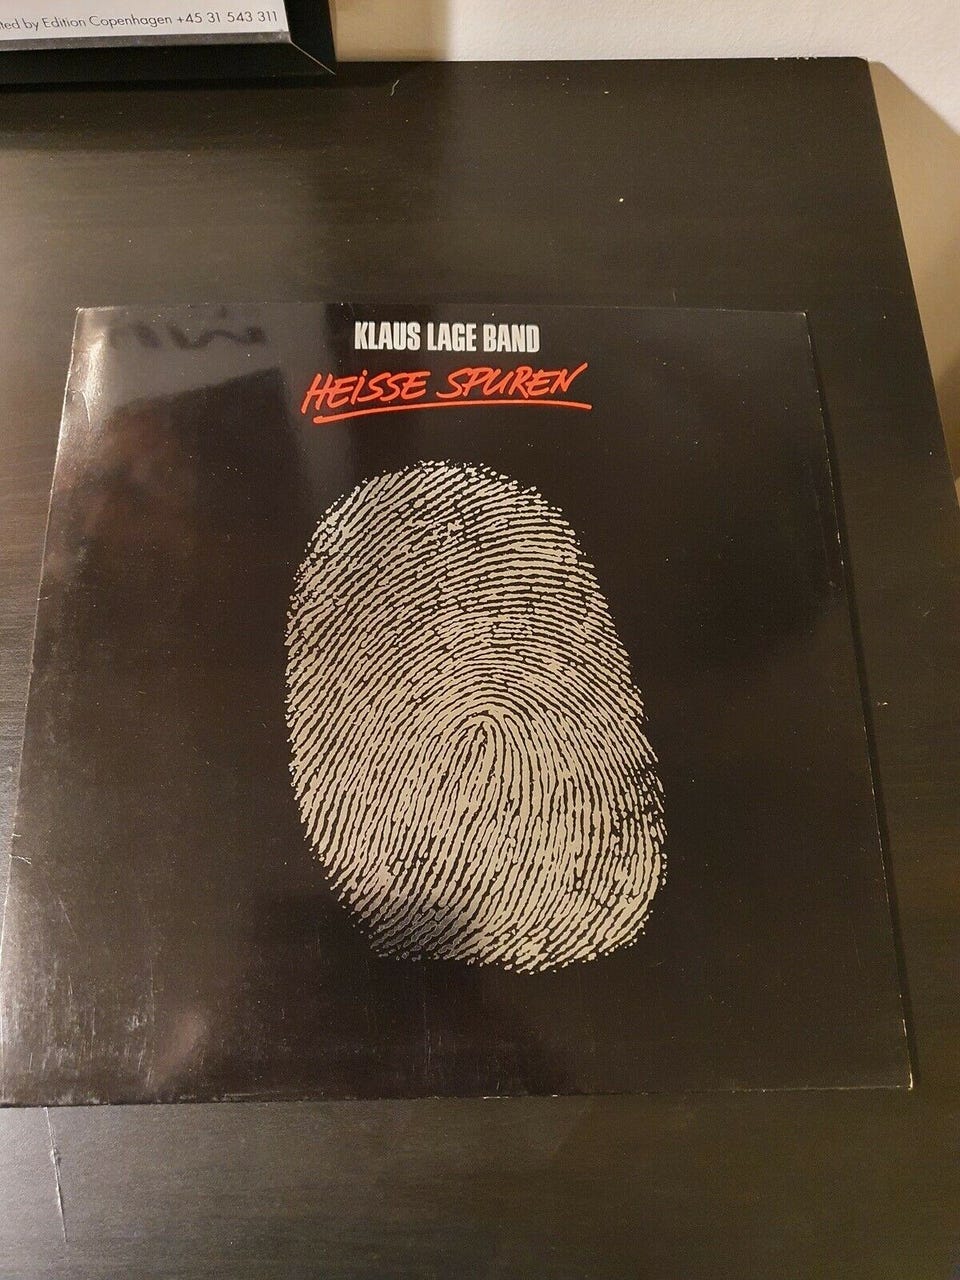 ted by Edition Copenhagen +45 31 543 311
KLAUS LAGE BAND
HEISSE SPUREN